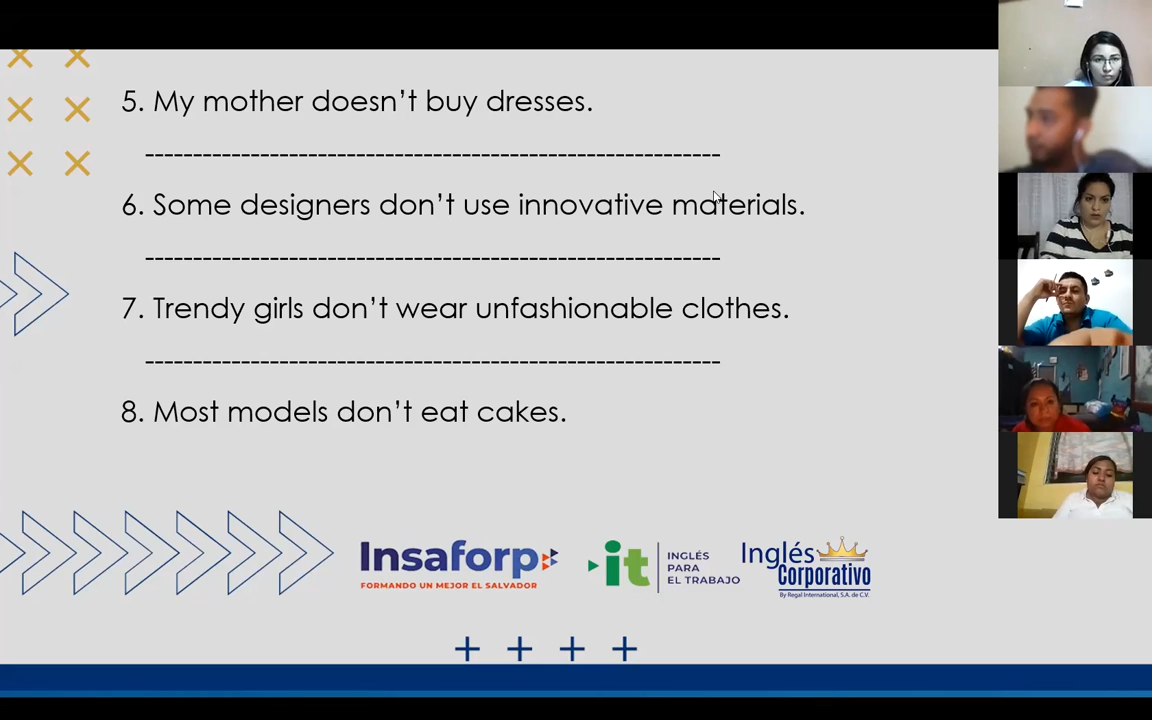 5. My mother doesn't buy dresses.
------------------------------------------------------------
6. Some designers don't use innovative materials.
------------------------------------------------------------
7. Trendy girls don't wear unfashionable clothes.
------------------------------------------------------------
8. Most models don't eat cakes.
Insaforp
FORMANDO UN MEJOR EL SALVADOR
it
INGLÉS
PARA
EL TRABAJO
Inglés
Corporativo
By Regal International, S.A. de C.V.